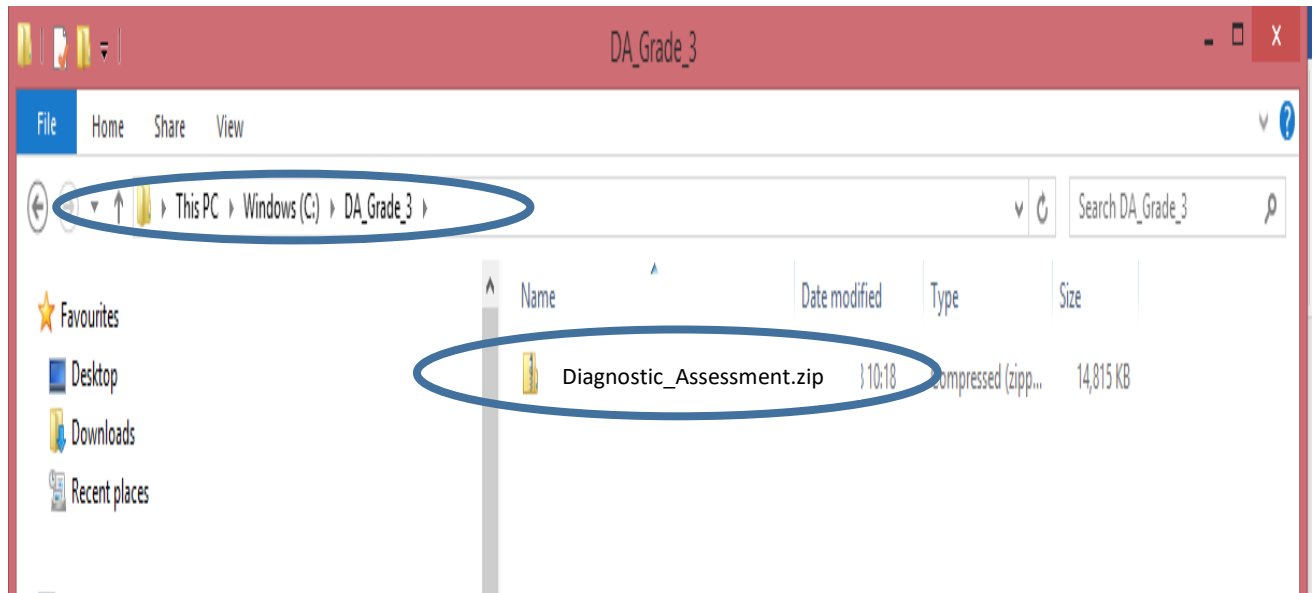 DA_Grade_3
X
File Home Share View
?
This PC Windows (C:) DA_Grade_3
Search DA_Grade_3
Name Date modified Type Size
Favourites
Diagnostic_Assessment.zip 10:18 Compressed (zipp... 14,815 KB
Desktop
Downloads
Recent places